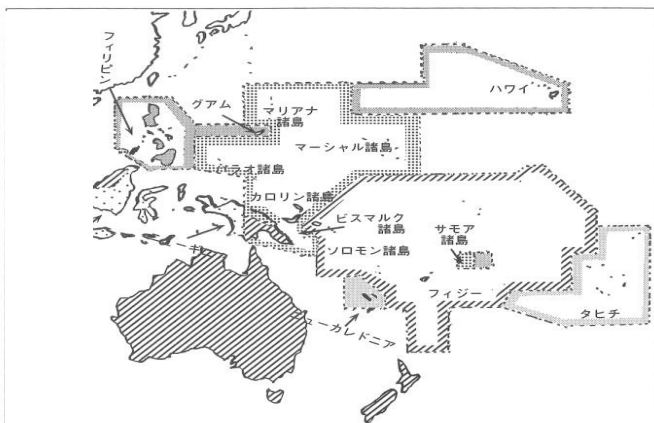 フィリピン
グアム
マリアナ
諸島
ハワイ
マーシャル諸島
パラオ諸島
カロリン諸島
ビスマルク
諸島
サモア
諸島
ソロモン諸島
フィジー
タヒチ
ニューカレドニア